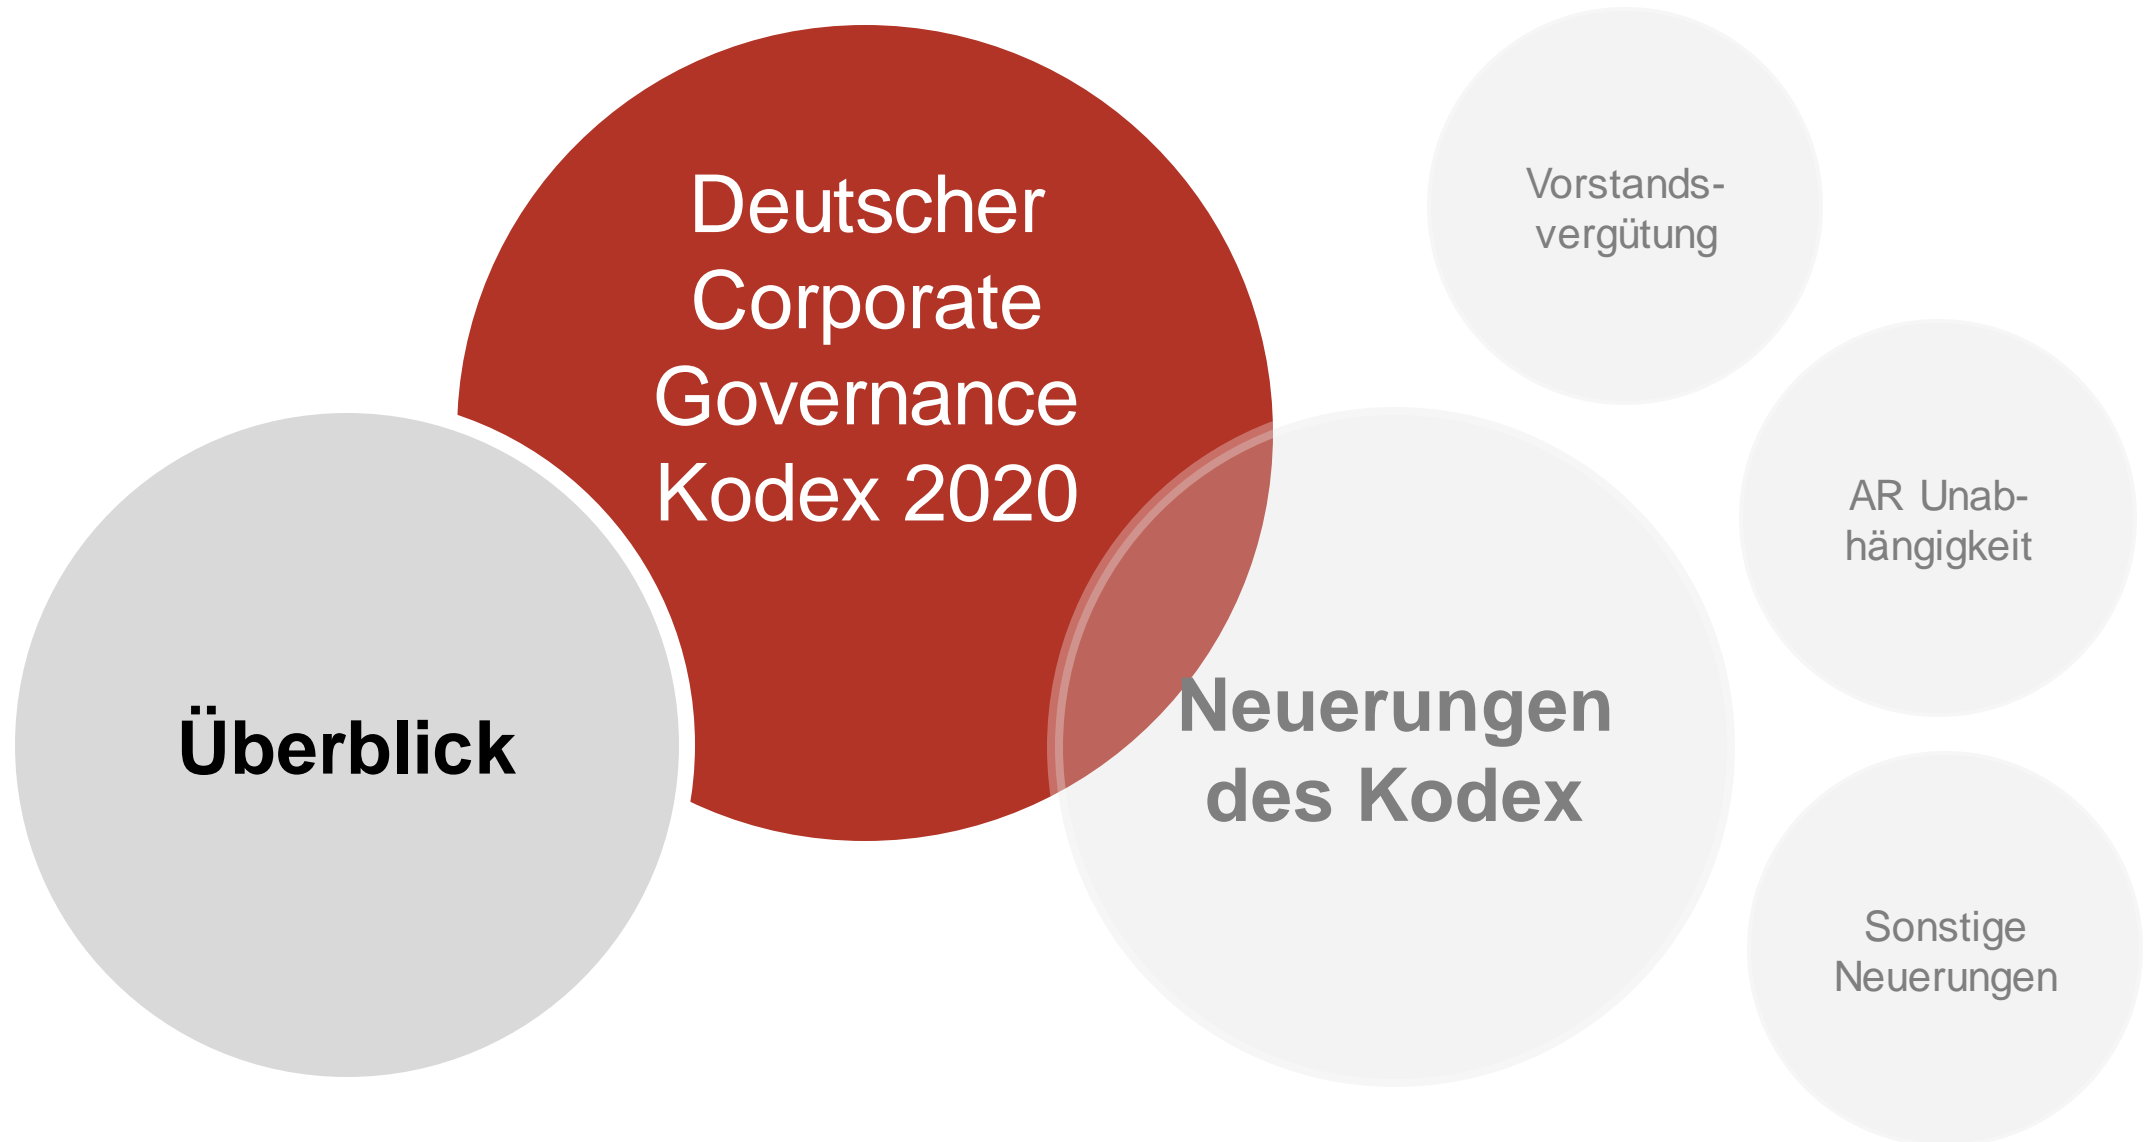 Deutscher
Corporate
Governance
Kodex 2020
Überblick
Neuerungen
des Kodex
Vorstands-
vergütung
AR Unab-
hängigkeit
Sonstige
Neuerungen